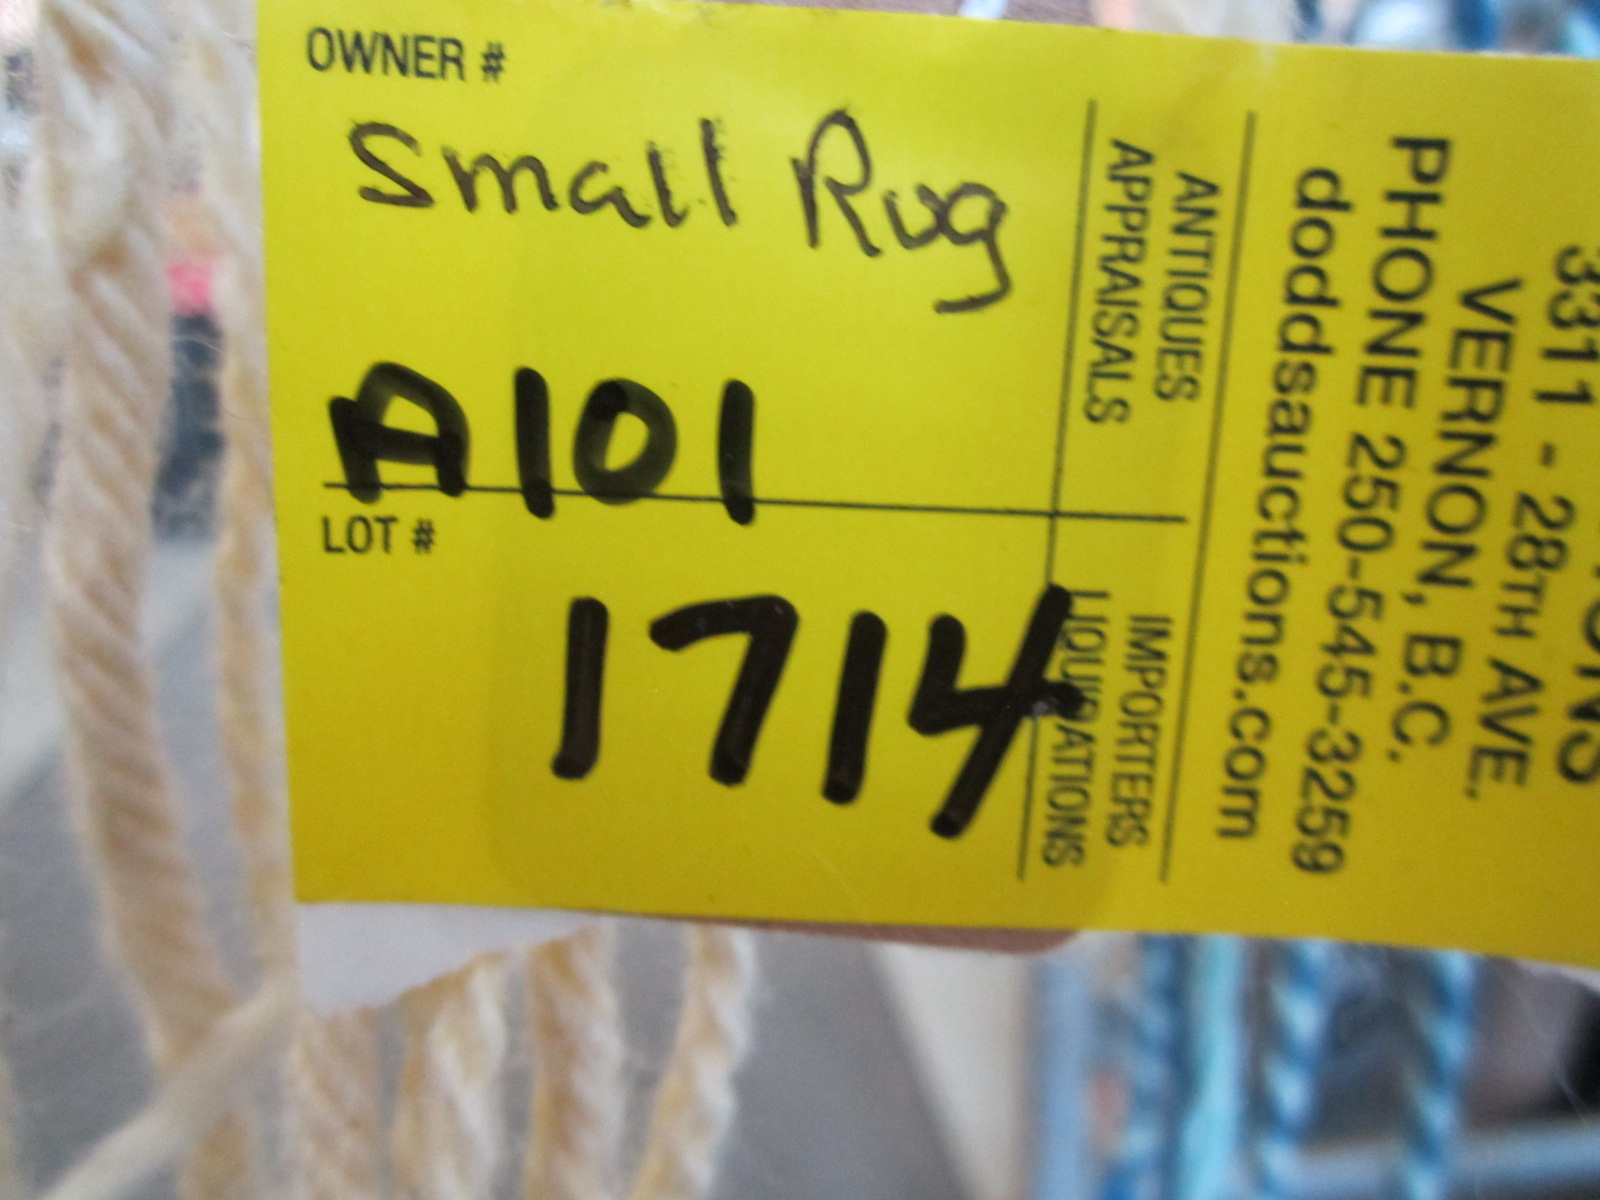 OWNER #
Small Rug
A101
LOT #
1714
3311 - 28TH AVE.
VERNON, B.C.
PHONE 250-545-3259
doddsauctions.com
ANTIQUES
APPRAISALS
IMPORTERS
LIQUIDATIONS